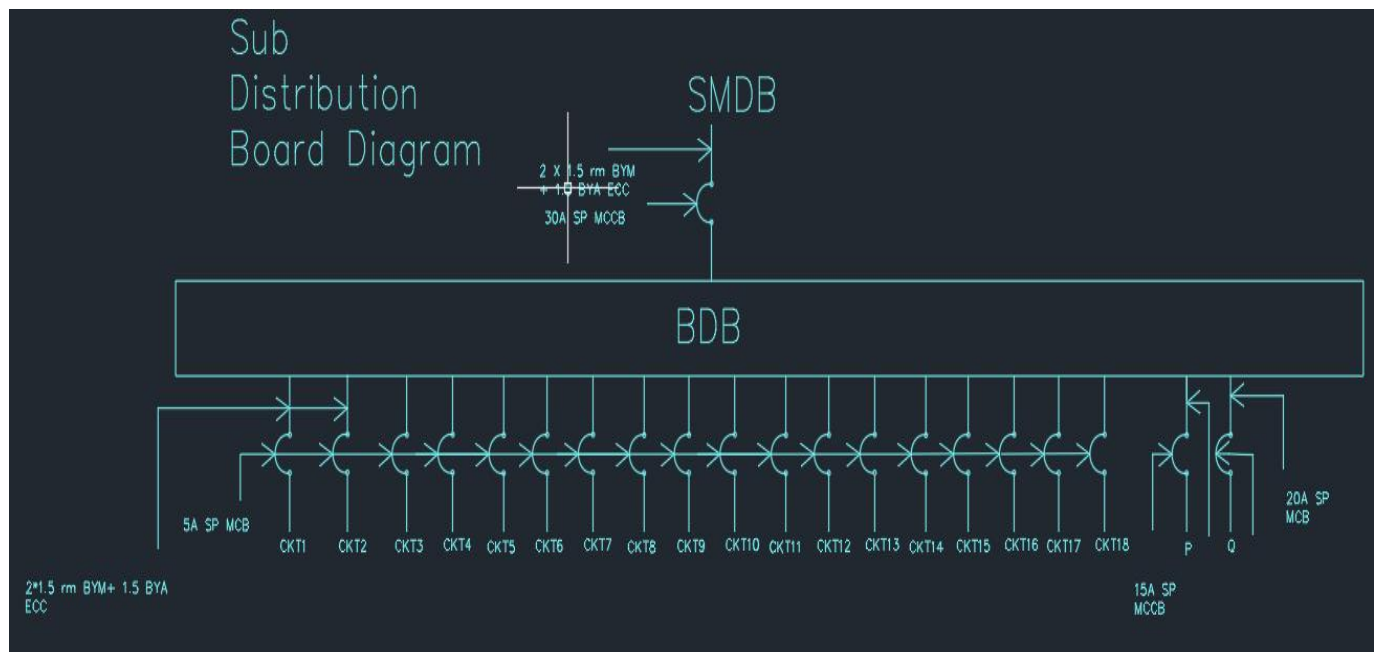 Sub
Distribution
Board Diagram
SMDB
2 X 1.5 rm BYM
+ BYA ECC
30A SP MCCB
BDB
5A SP MCB
CKT1 CKT2 CKT3 CKT4 CKT5 CKT6 CKT7 CKT8 CKT9 CKT10 CKT11 CKT12 CKT13 CKT14 CKT15 CKT16 CKT17 CKT18 P Q
20A SP
MCB
2*1.5 rm BYM+ 1.5 BYA
ECC
15A SP
MCCB